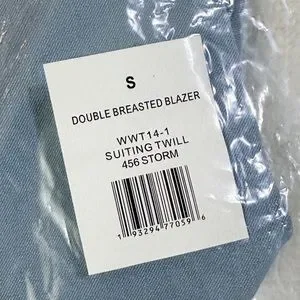 S
DOUBLE BREASTED BLAZER
WWT14-1
SUITING TWILL
456 STORM
1 93294 77059 6